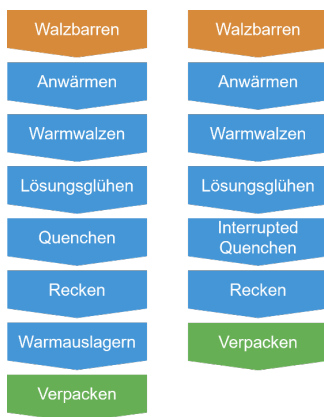 Walzbarren
Anwärmen
Warmwalzen
Lösungsglühen
Quenchen
Recken
Warmauslagern
Verpacken
Walzbarren
Anwärmen
Warmwalzen
Lösungsglühen
Interrupted
Quenchen
Recken
Verpacken